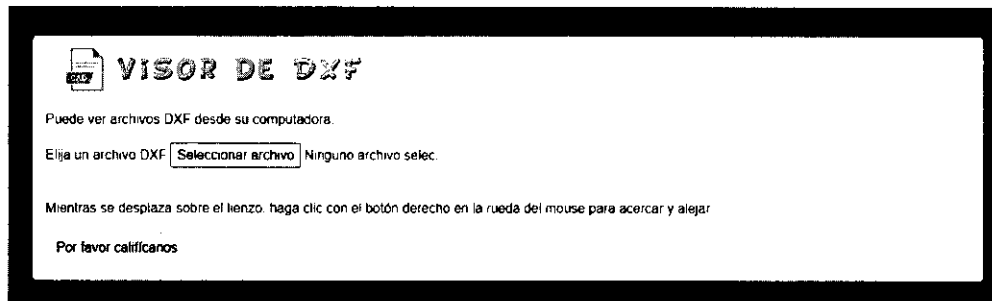 CAD
VISOR DE DXF
Puede ver archivos DXF desde su computadora.
Elija un archivo DXF Seleccionar archivo Ninguno archivo selec.
Mientras se desplaza sobre el lienzo, haga clic con el botón derecho en la rueda del mouse para acercar y alejar
Por favor califícanos